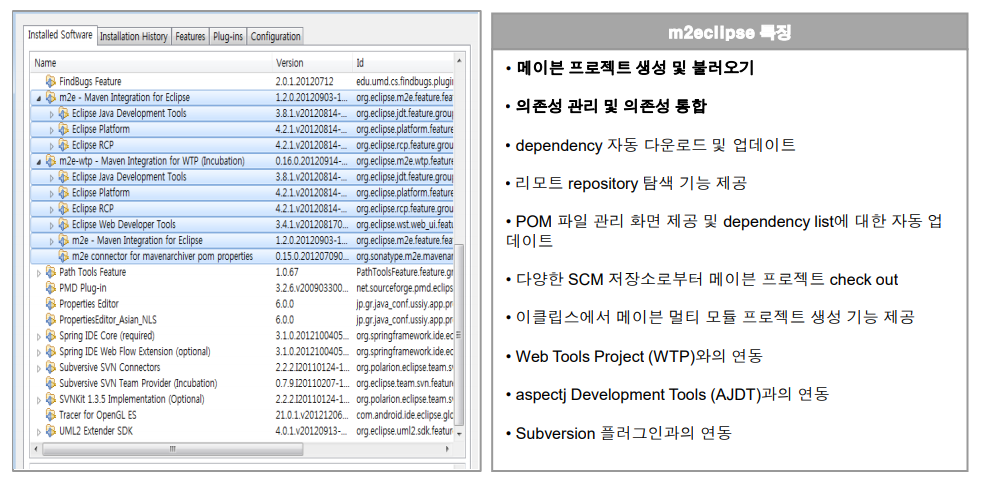 Installed Software Installation History Features Plug-ins Configuration
Name Version Id
FindBugs Feature 2.0.1.20120712 edu.umd.cs.findbugs.plugin
m2e - Maven Integration for Eclipse 1.2.0.20120903-1... org.eclipse.m2e.feature.fea
Eclipse Java Development Tools 3.8.1.v20120814-... org.eclipse.jdt.feature.group
Eclipse Platform 4.2.1.v20120814-... org.eclipse.platform.feature
Eclipse RCP 4.2.1.v20120814-... org.eclipse.rcp.feature.grou
m2e-wtp - Maven Integration for WTP (Incubation) 0.16.0.20120914-... org.eclipse.m2e.wtp.feature
Eclipse Java Development Tools 3.8.1.v20120814-... org.eclipse.jdt.feature.group
Eclipse Platform 4.2.1.v20120814-... org.eclipse.platform.feature
Eclipse RCP 4.2.1.v20120814-... org.eclipse.rcp.feature.grou
Eclipse Web Developer Tools 3.4.1.v201208170... org.eclipse.wst.web_ui.featu
m2e - Maven Integration for Eclipse 1.2.0.20120903-1... org.eclipse.m2e.feature.fea
m2e connector for mavenarchiver pom properties 0.15.0.201207090... org.sonatype.m2e.mavenar
Path Tools Feature 1.0.67 PathToolsFeature.feature.gr
PMD Plug-in 3.2.6.v200903300... net.sourceforge.pmd.eclips
Properties Editor 6.0.0 jp.gr.java_conf.ussiy.app.pr
PropertiesEditor_Asian_NLS 6.0.0 jp.gr.java_conf.ussiy.app.pr
Spring IDE Core (required) 3.1.0.2012100405... org.springframework.ide.ec
Spring IDE Web Flow Extension (optional) 3.1.0.2012100405... org.springframework.ide.ec
Subversive SVN Connectors 2.2.2.I20110124-1... org.polarion.eclipse.team.sv
Subversive SVN Team Provider (Incubation) 0.7.9.I20110207-1... org.eclipse.team.svn.feature
SVNKit 1.3.5 Implementation (Optional) 2.2.2.I20110124-1... org.polarion.eclipse.team.sv
Tracer for OpenGL ES 21.0.1.v20121206... com.android.ide.eclipse.glc
UML2 Extender SDK 4.0.1.v20120913-... org.eclipse.uml2.sdk.featur
m2eclipse 특징
• 메이븐 프로젝트 생성 및 불러오기
• 의존성 관리 및 의존성 통합
• dependency 자동 다운로드 및 업데이트
• 리모트 repository 탐색 기능 제공
• POM 파일 관리 화면 제공 및 dependency list에 대한 자동 업
데이트
• 다양한 SCM 저장소로부터 메이븐 프로젝트 check out
• 이클립스에서 메이븐 멀티 모듈 프로젝트 생성 기능 제공
• Web Tools Project (WTP)와의 연동
• aspectj Development Tools (AJDT)과의 연동
• Subversion 플러그인과의 연동